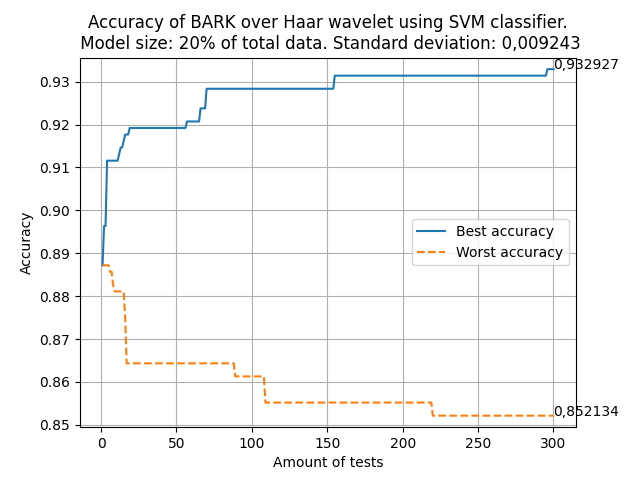 Accuracy of BARK over Haar wavelet using SVM classifier.
Model size: 20% of total data. Standard deviation: 0,009243
0,932927
0.93
0.92
0.91
0.90
0.89
0.88
0.87
0.86
0.85
Accuracy
Best accuracy
Worst accuracy
0,852134
0 50 100 150 200 250 300
Amount of tests